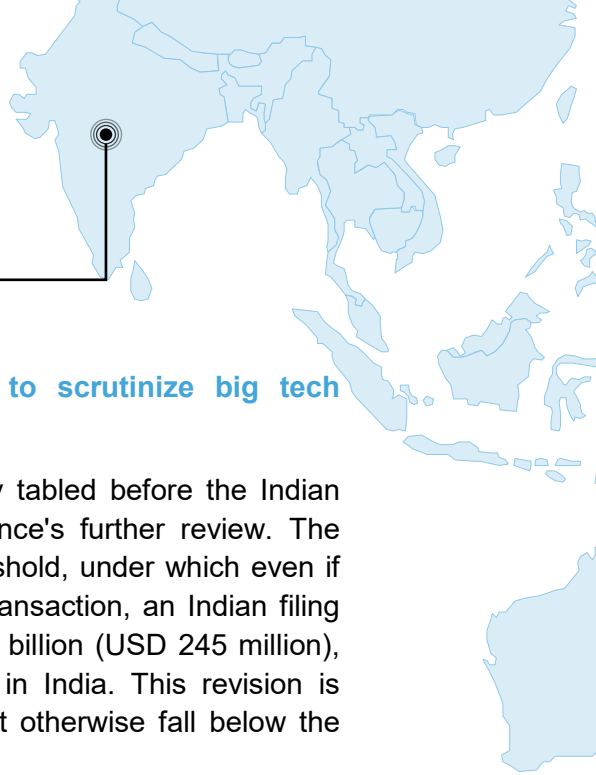 to scrutinize big tech
tabled before the Indian
nce's further review. The
shold, under which even if
ansaction, an Indian filing
billion (USD 245 million),
in India. This revision is
t otherwise fall below the